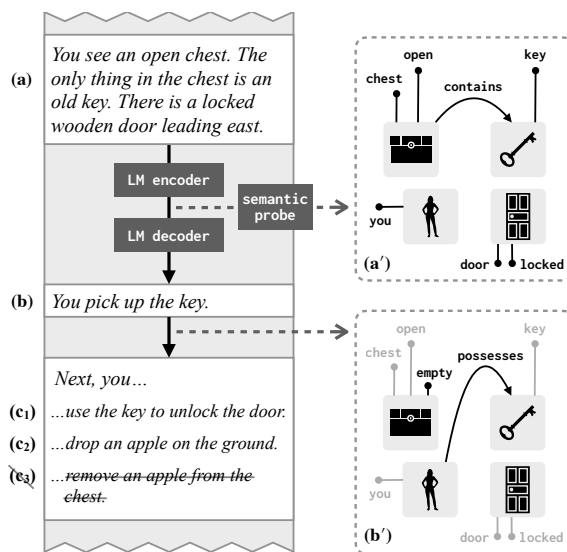 (a)
You see an open chest. The
only thing in the chest is an
old key. There is a locked
wooden door leading east.
LM encoder
semantic
probe
LM decoder
(b)
You pick up the key.
Next, you…
(c1) …use the key to unlock the door.
(c2) …drop an apple on the ground.
(c3) …remove an apple from the
chest.
open
key
chest
contains
you
(a′)
door
locked
open
key
chest
possesses
empty
you
(b′)
door
locked